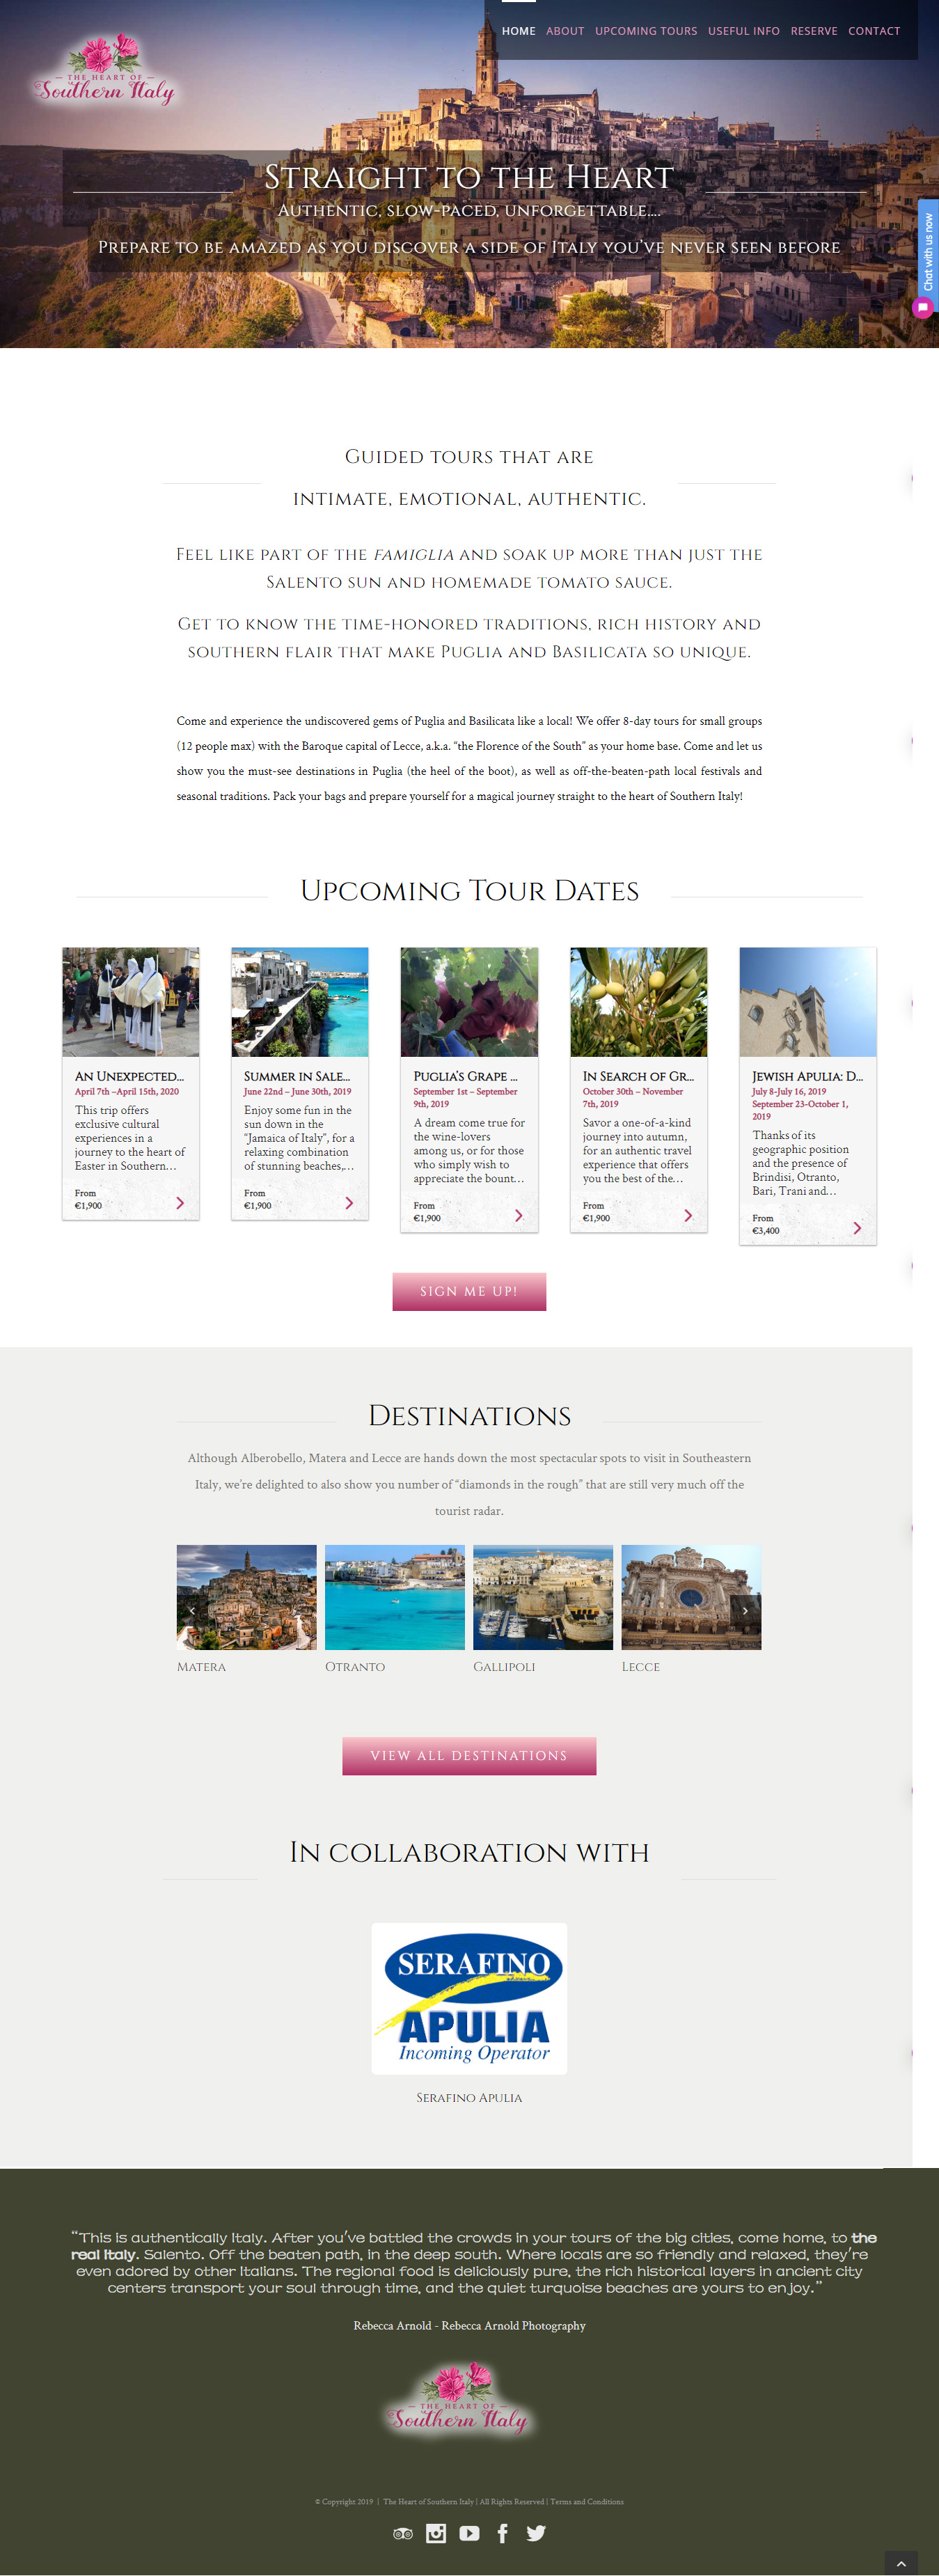 HOME ABOUT UPCOMING TOURS USEFUL INFO RESERVE CONTACT
THE HEART OF
Southern Italy
Straight to the Heart
Authentic, slow-paced, unforgettable....
Prepare to be amazed as you discover a side of Italy you've never seen before
Chat with us now
Guided tours that are
intimate, emotional, authentic.
Feel like part of the famiglia and soak up more than just the
Salento sun and homemade tomato sauce.
Get to know the time-honored traditions, rich history and
southern flair that make Puglia and Basilicata so unique.
Come and experience the undiscovered gems of Puglia and Basilicata like a local! We offer 8-day tours for small groups
(12 people max) with the Baroque capital of Lecce, a.k.a. “the Florence of the South” as your home base. Come and let us
show you the must-see destinations in Puglia (the heel of the boot), as well as off-the-beaten-path local festivals and
seasonal traditions. Pack your bags and prepare yourself for a magical journey straight to the heart of Southern Italy!
Upcoming Tour Dates
An Unexpected...
April 7th –April 15th, 2020
This trip offers
exclusive cultural
experiences in a
journey to the heart of
Easter in Southern…
From
€1,900
Summer in Sale...
June 22nd – June 30th, 2019
Enjoy some fun in the
sun down in the
“Jamaica of Italy”, for a
relaxing combination
of stunning beaches,…
From
€1,900
Puglia’s Grape ...
September 1st – September
9th, 2019
A dream come true for
the wine-lovers
among us, or for those
who simply wish to
appreciate the bount…
From
€1,900
In Search of Gr...
October 30th – November
7th, 2019
Savor a one-of-a-kind
journey into autumn,
for an authentic travel
experience that offers
you the best of the…
From
€1,900
Jewish Apulia: D...
July 8-July 16, 2019
September 23-October 1,
2019
Thanks of its
geographic position
and the presence of
Brindisi, Otranto,
Bari, Trani and…
From
€3,400
SIGN ME UP!
Destinations
Although Alberobello, Matera and Lecce are hands down the most spectacular spots to visit in Southeastern
Italy, we’re delighted to also show you number of “diamonds in the rough” that are still very much off the
tourist radar.
Matera
Otranto
Gallipoli
Lecce
VIEW ALL DESTINATIONS
In collaboration with
SERAFINO
APULIA
Incoming Operator
Serafino Apulia
“This is authentically Italy. After you’ve battled the crowds in your tours of the big cities, come home, to the
real Italy. Salento. Off the beaten path, in the deep south. Where locals are so friendly and relaxed, they’re
even adored by other Italians. The regional food is deliciously pure, the rich historical layers in ancient city
centers transport your soul through time, and the quiet turquoise beaches are yours to enjoy.”
Rebecca Arnold - Rebecca Arnold Photography
THE HEART OF
Southern Italy
© Copyright 2019 | The Heart of Southern Italy | All Rights Reserved | Terms and Conditions